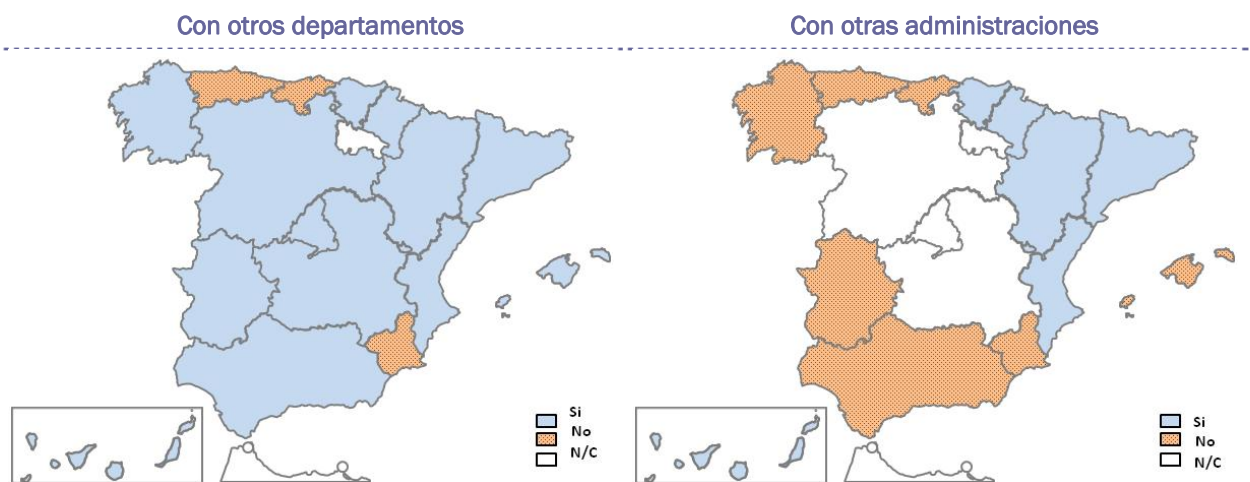 Con otros departamentos
Con otras administraciones
Si
No
N/C
Si
No
N/C